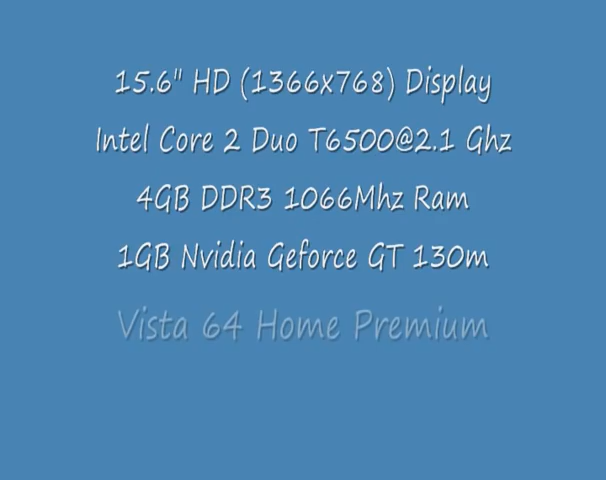 15.6" HD (1366x768) Display
Intel Core 2 Duo T6500@2.1 Ghz
4GB DDR3 1066Mhz Ram
1GB Nvidia Geforce GT 130m
Vista 64 Home Premium